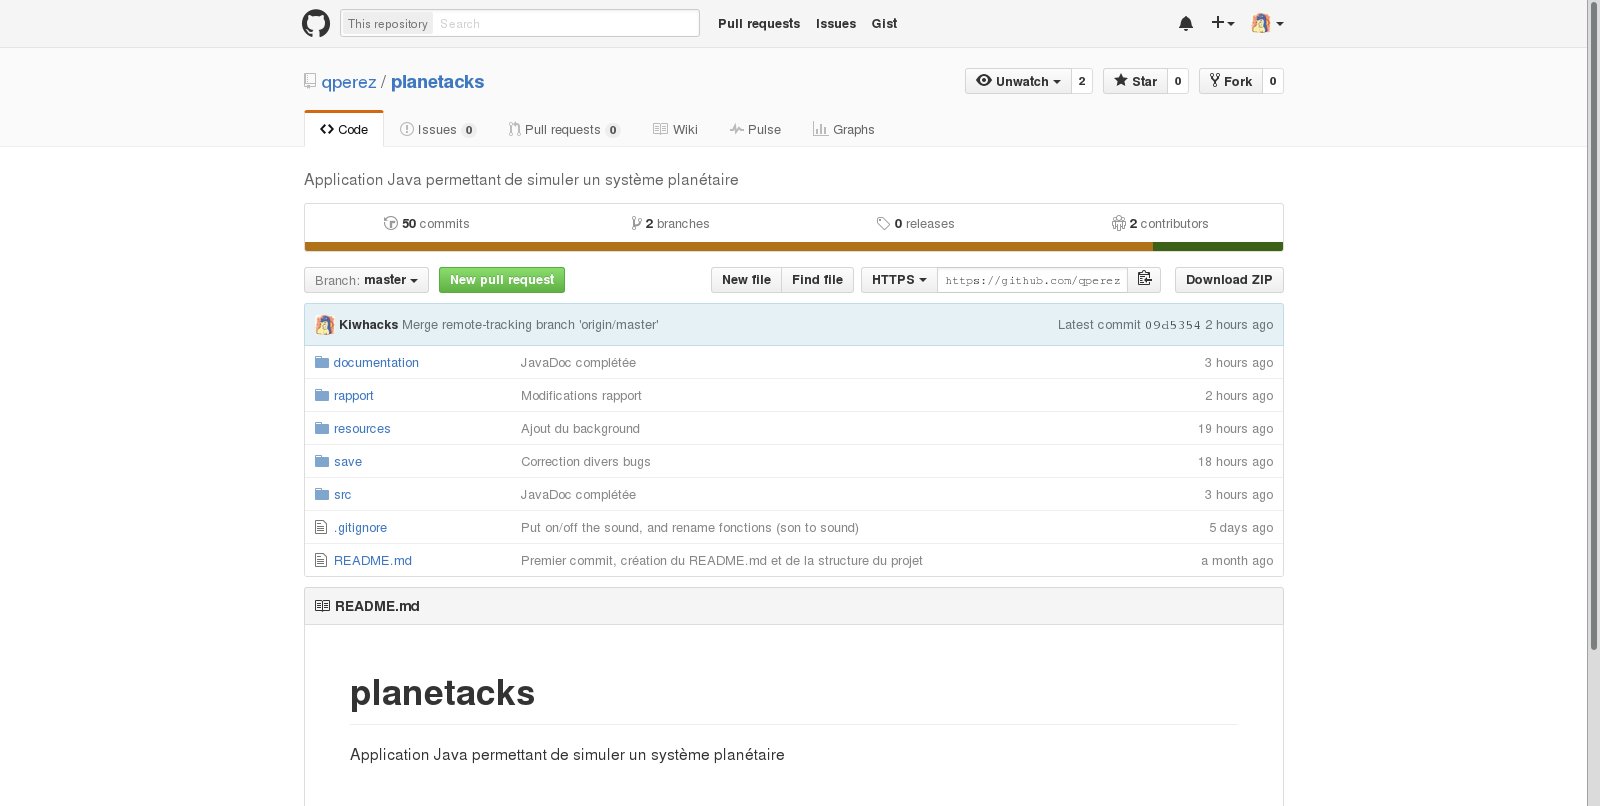 This repository Search Pull requests Issues Gist
qperez / planetacks Unwatch 2 Star 0 Fork 0
Code Issues 0 Pull requests 0 Wiki Pulse Graphs
Application Java permettant de simuler un système planétaire
50 commits 2 branches 0 releases 2 contributors
Branch: master New pull request New file Find file HTTPS https://github.com/qperez Download ZIP
Kiwhacks Merge remote-tracking branch 'origin/master' Latest commit 09d5354 2 hours ago
documentation JavaDoc complétée 3 hours ago
rapport Modifications rapport 2 hours ago
resources Ajout du background 19 hours ago
save Correction divers bugs 18 hours ago
src JavaDoc complétée 3 hours ago
.gitignore Put on/off the sound, and rename fonctions (son to sound) 5 days ago
README.md Premier commit, création du README.md et de la structure du projet a month ago
README.md
planetacks
Application Java permettant de simuler un système planétaire